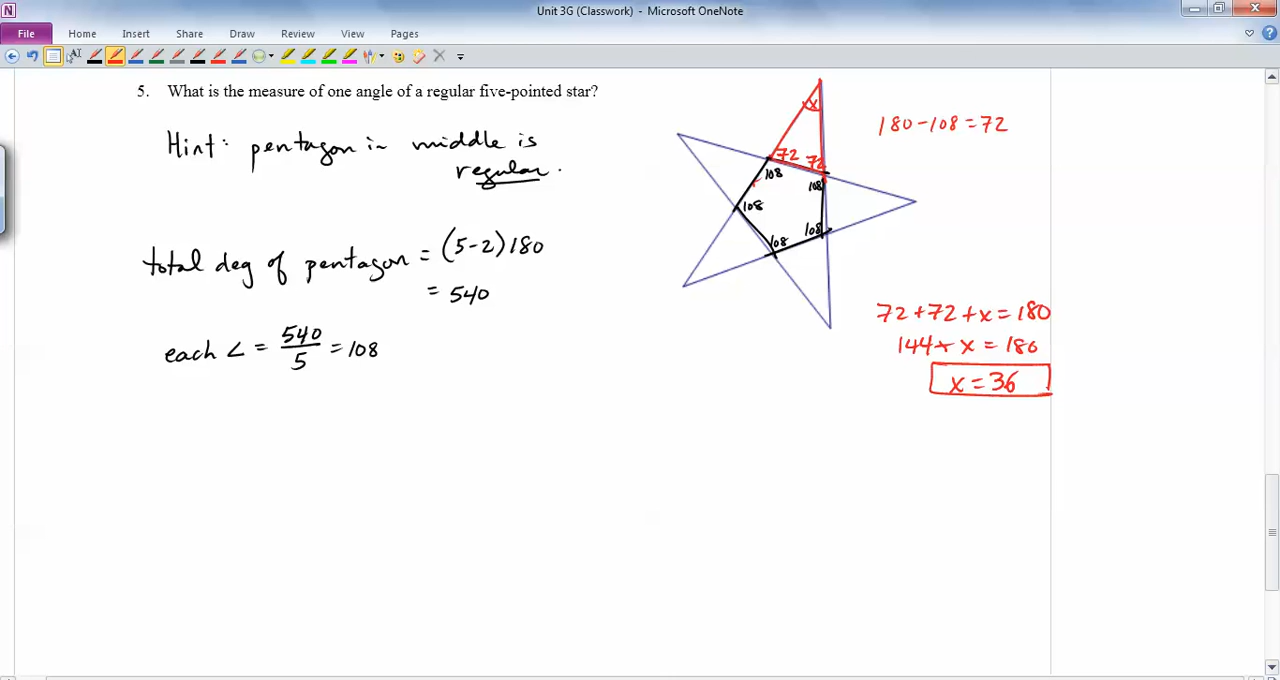 Unit 3G (Classwork) - Microsoft OneNote
File Home Insert Share Draw Review View Pages
5. What is the measure of one angle of a regular five-pointed star?
Hint: pentagon in middle is
regular.
total deg of pentagon = (5-2)180
= 540
each ∠ = 540/5 = 108
x
180-108=72
72 72
108 108
108
108 108
72+72+x=180
144+x=180
x=36